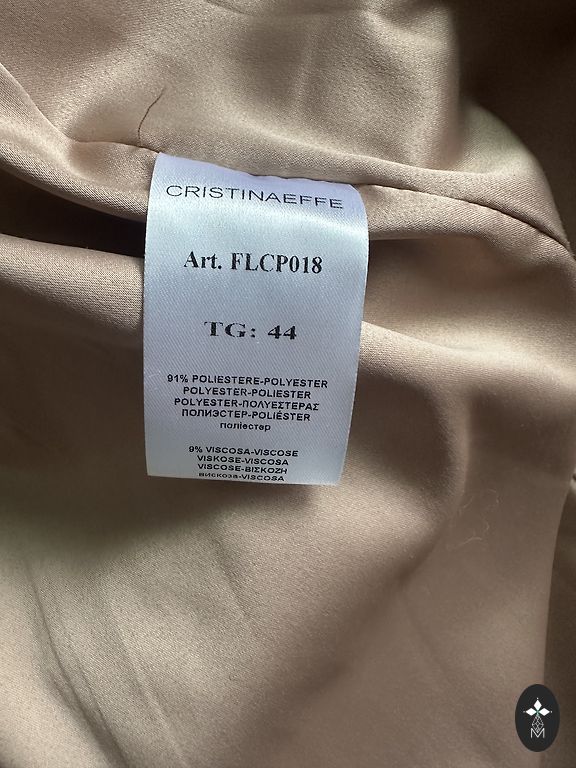 CRISTINAEFFE
Art. FLCP018
TG: 44
91% POLIESTERE-POLYESTER
POLYESTER-POLIESTER
POLYESTER-ΠΟΛΥΕΣΤΕΡΑΣ
ПОЛИЭСТЕР-POLIÉSTER
поліестер
9% VISCOSA-VISCOSE
VISKOSE-VISCOSA
VISCOSE-ΒΙΣΚΟΖΗ
вискоза-VISCOSA
M